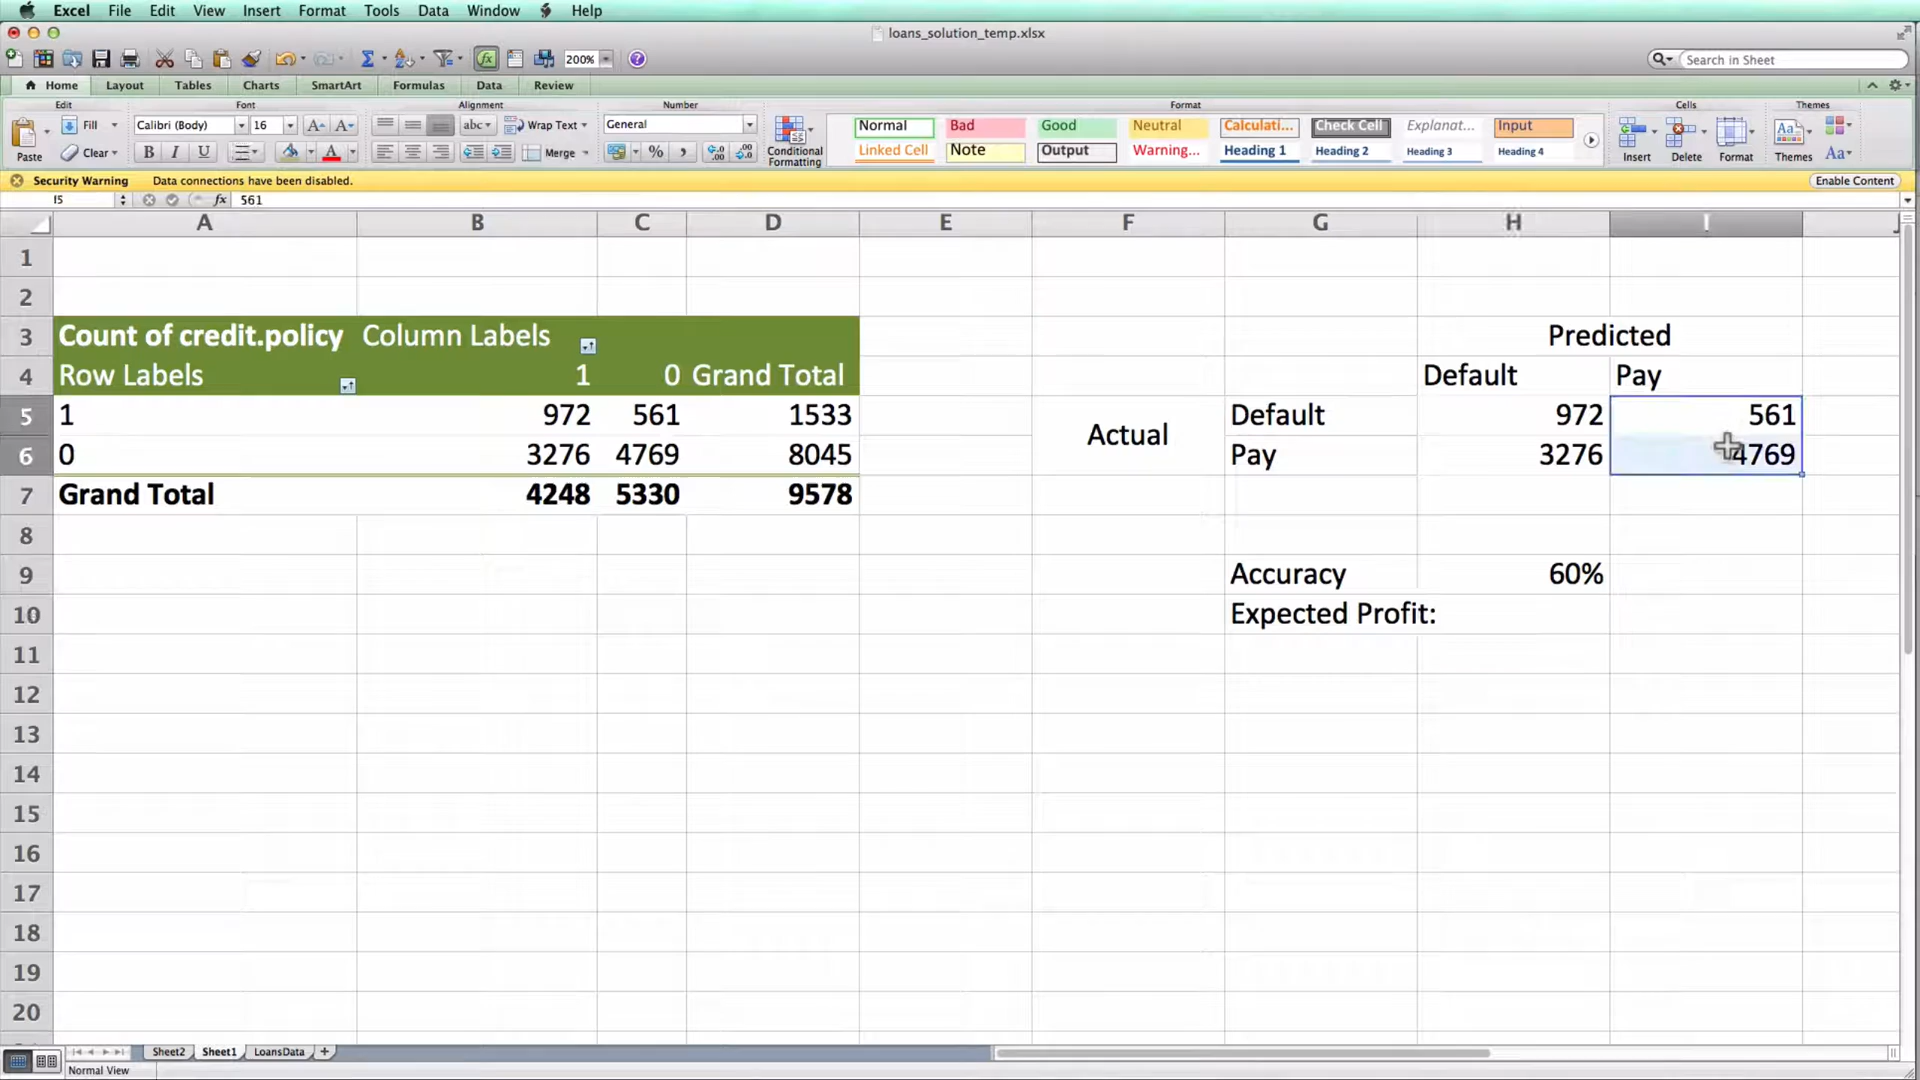 Excel File Edit View Insert Format Tools Data Window Help
loans_solution_temp.xlsx
200%
Search in Sheet
Home Layout Tables Charts SmartArt Formulas Data Review
Edit Font Alignment Number Format Cells Themes
Fill Calibri (Body) 16 abc Wrap Text General Normal Bad Good Neutral Calculati... Check Cell Explanat... Input
Paste Clear B I U Merge Conditional Formatting Linked Cell Note Output Warning... Heading 1 Heading 2 Heading 3 Heading 4 Insert Delete Format Themes Aa
Security Warning Data connections have been disabled. Enable Content
I5 fx 561
A B C D E F G H I J
1
2
3 Count of credit.policy Column Labels Predicted
4 Row Labels 1 0 Grand Total Default Pay
5 1 972 561 1533 Default 972 561
Actual
6 0 3276 4769 8045 Pay 3276 4769
7 Grand Total 4248 5330 9578
8
9 Accuracy 60%
10 Expected Profit:
11
12
13
14
15
16
17
18
19
20
Sheet2 Sheet1 LoansData +
Normal View